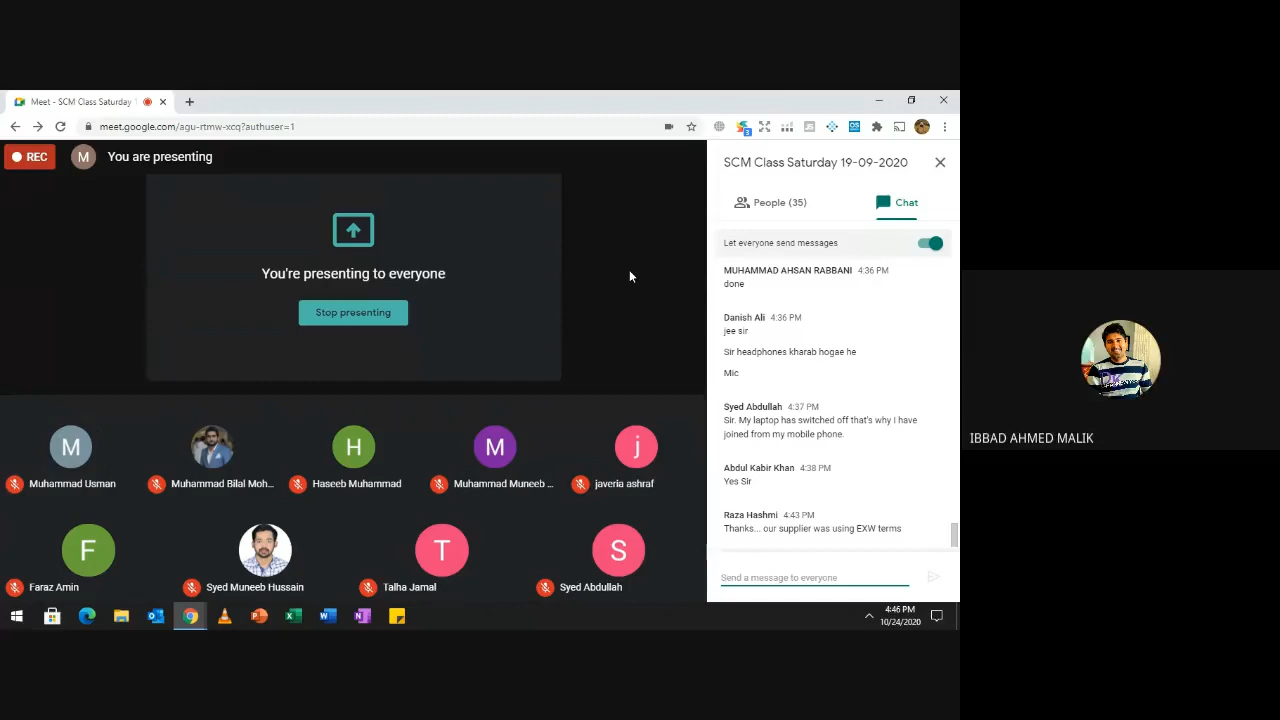 Meet - SCM Class Saturday 1
meet.google.com/agu-rtmw-xcq?authuser=1
3
REC
M
You are presenting
SCM Class Saturday 19-09-2020
People (35)
Chat
Let everyone send messages
You're presenting to everyone
Stop presenting
MUHAMMAD AHSAN RABBANI 4:36 PM
done
Danish Ali 4:36 PM
jee sir
Sir headphones kharab hogae he
Mic
Syed Abdullah 4:37 PM
Sir. My laptop has switched off that's why I have
joined from my mobile phone.
Abdul Kabir Khan 4:38 PM
Yes Sir
Raza Hashmi 4:43 PM
Thanks... our supplier was using EXW terms
Send a message to everyone
M
H
M
j
Muhammad Usman
Muhammad Bilal Moh...
Haseeb Muhammad
Muhammad Muneeb ...
javeria ashraf
F
T
S
Faraz Amin
Syed Muneeb Hussain
Talha Jamal
Syed Abdullah
4:46 PM
10/24/2020
IBBAD AHMED MALIK